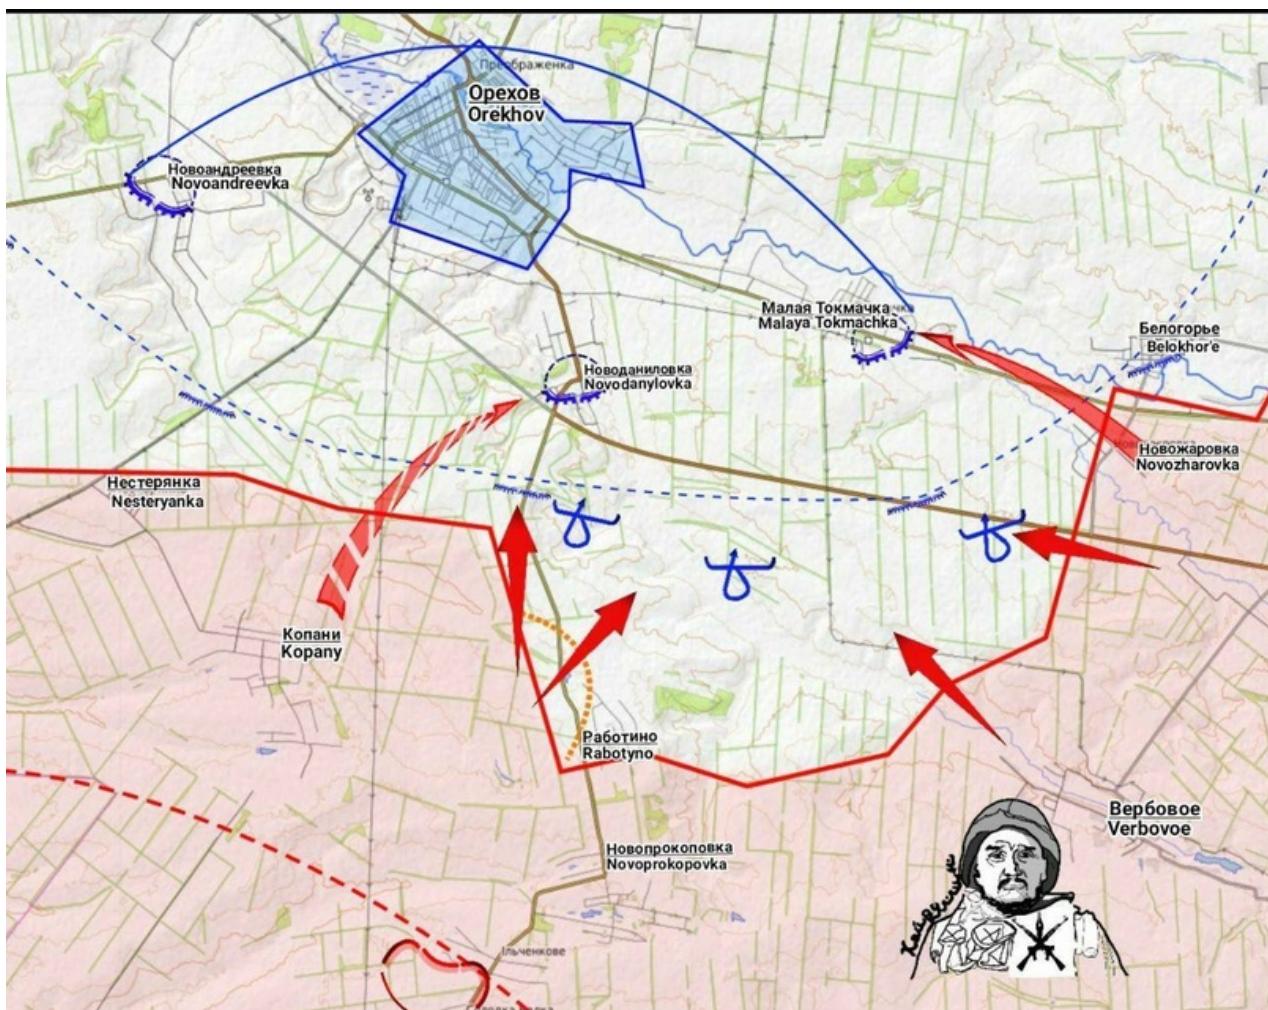 Преображенка
Орехов
Orekhov
Новоандреевка
Novoandreevka
Малая Токмачка
Malaya Tokmachka
Белогорье
Belokhor'e
Новоданиловка
Novodanylovka
Новожаровка
Novozharovka
Нестерянка
Nesteryanka
Копани
Kopany
Работино
Rabotyno
Вербовое
Verbovoe
Новопрокоповка
Novoprokopovka
Ільченкове